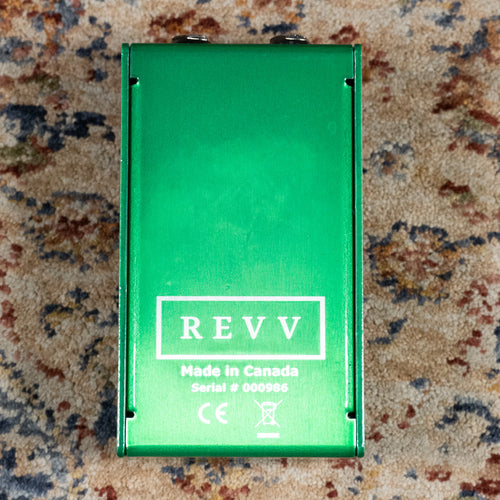 REVV
Made in Canada
Serial # 000986
CE